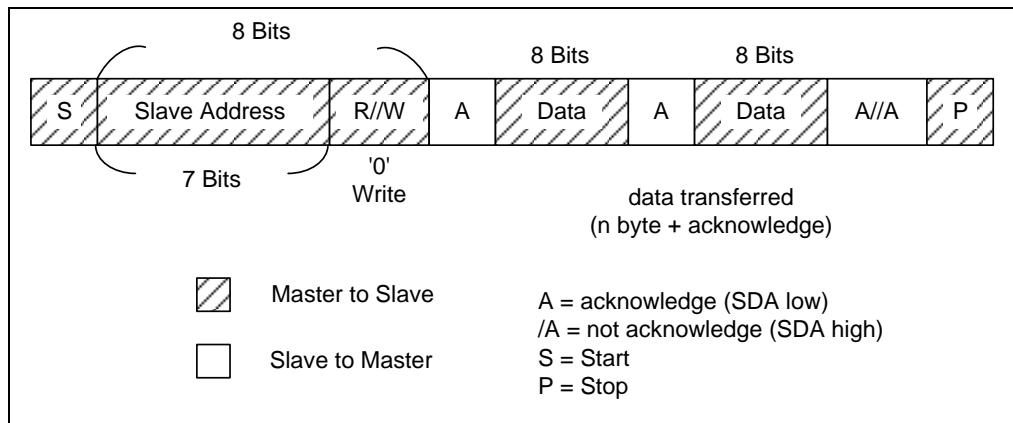 8 Bits
8 Bits 8 Bits
S Slave Address R//W A Data A Data A//A P
7 Bits
'0'
Write
data transferred
(n byte + acknowledge)
Master to Slave
Slave to Master
A = acknowledge (SDA low)
/A = not acknowledge (SDA high)
S = Start
P = Stop